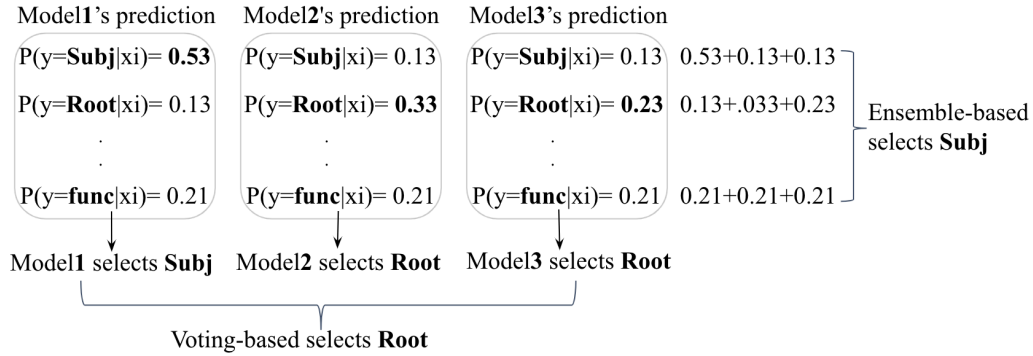 Model1's prediction Model2's prediction Model3's prediction
P(y=Subj|xi)= 0.53 P(y=Subj|xi)= 0.13 P(y=Subj|xi)= 0.13 0.53+0.13+0.13
P(y=Root|xi)= 0.13 P(y=Root|xi)= 0.33 P(y=Root|xi)= 0.23 0.13+.033+0.23
Ensemble-based
selects Subj
. . .
. . .
P(y=func|xi)= 0.21 P(y=func|xi)= 0.21 P(y=func|xi)= 0.21 0.21+0.21+0.21
Model1 selects Subj Model2 selects Root Model3 selects Root
Voting-based selects Root